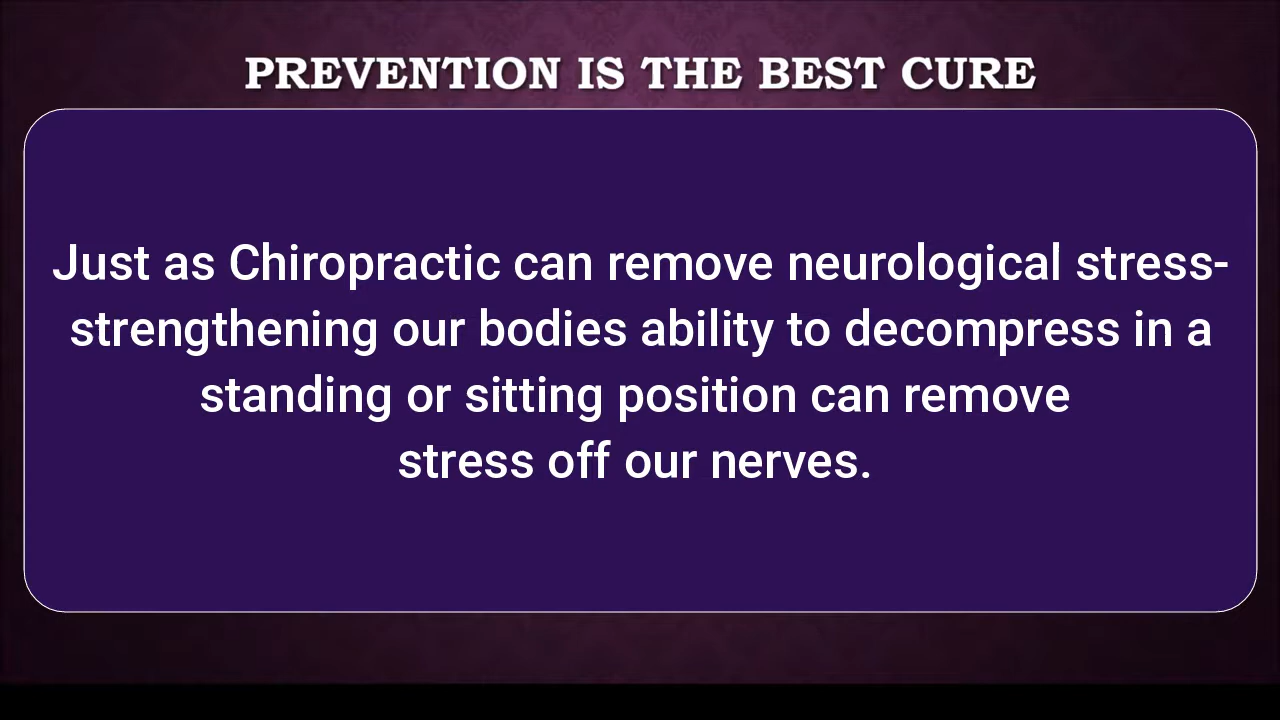 PREVENTION IS THE BEST CURE
Just as Chiropractic can remove neurological stress-
strengthening our bodies ability to decompress in a
standing or sitting position can remove
stress off our nerves.